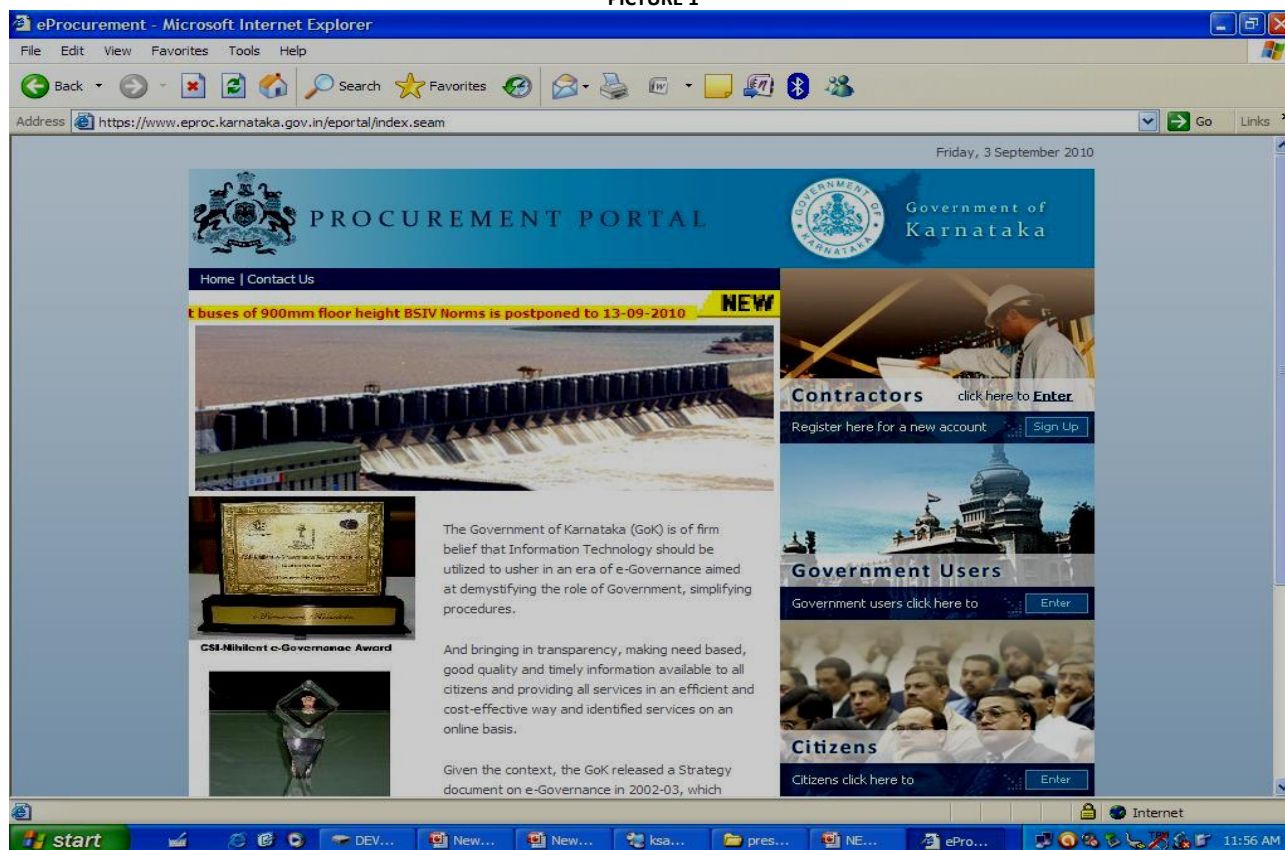 PICTURE 1
eProcurement - Microsoft Internet Explorer
File Edit View Favorites Tools Help
Back Search Favorites
Address https://www.eproc.karnataka.gov.in/eportal/index.seam Go Links
Friday, 3 September 2010
PROCUREMENT PORTAL
GOVERNMENT OF KARNATAKA
Government of
Karnataka
Home | Contact Us
t buses of 900mm floor height BSIV Norms is postponed to 13-09-2010 NEW
Contractors click here to Enter
Register here for a new account Sign Up
Government Users
Government users click here to Enter
Citizens
Citizens click here to Enter
CSI-Nihilent e-Governance Award
The Government of Karnataka (GoK) is of firm
belief that Information Technology should be
utilized to usher in an era of e-Governance aimed
at demystifying the role of Government, simplifying
procedures.
And bringing in transparency, making need based,
good quality and timely information available to all
citizens and providing all services in an efficient and
cost-effective way and identified services on an
online basis.
Given the context, the GoK released a Strategy
document on e-Governance in 2002-03, which
Internet
start DEV... New... New... ksa... pres... NE... ePro... 11:56 AM